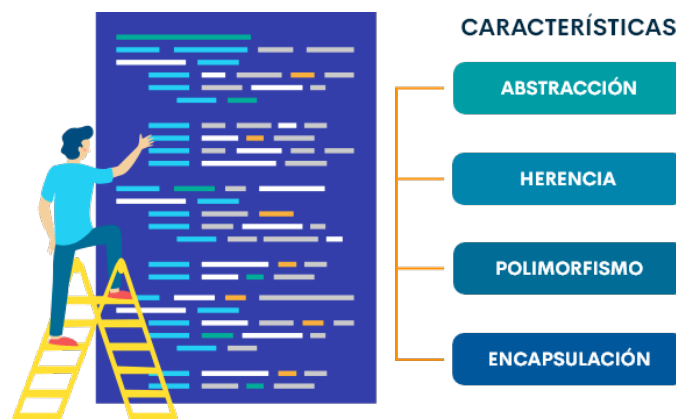 CARACTERÍSTICAS
ABSTRACCIÓN
HERENCIA
POLIMORFISMO
ENCAPSULACIÓN